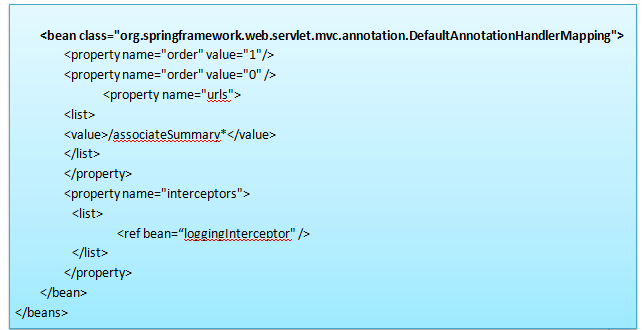 <bean class="org.springframework.web.servlet.mvc.annotation.DefaultAnnotationHandlerMapping">
<property name="order" value="1"/>
<property name="order" value="0" />
<property name="urls">
<list>
<value>/associateSummary*</value>
</list>
</property>
<property name="interceptors">
<list>
<ref bean=“loggingInterceptor" />
</list>
</property>
</bean>
</beans>